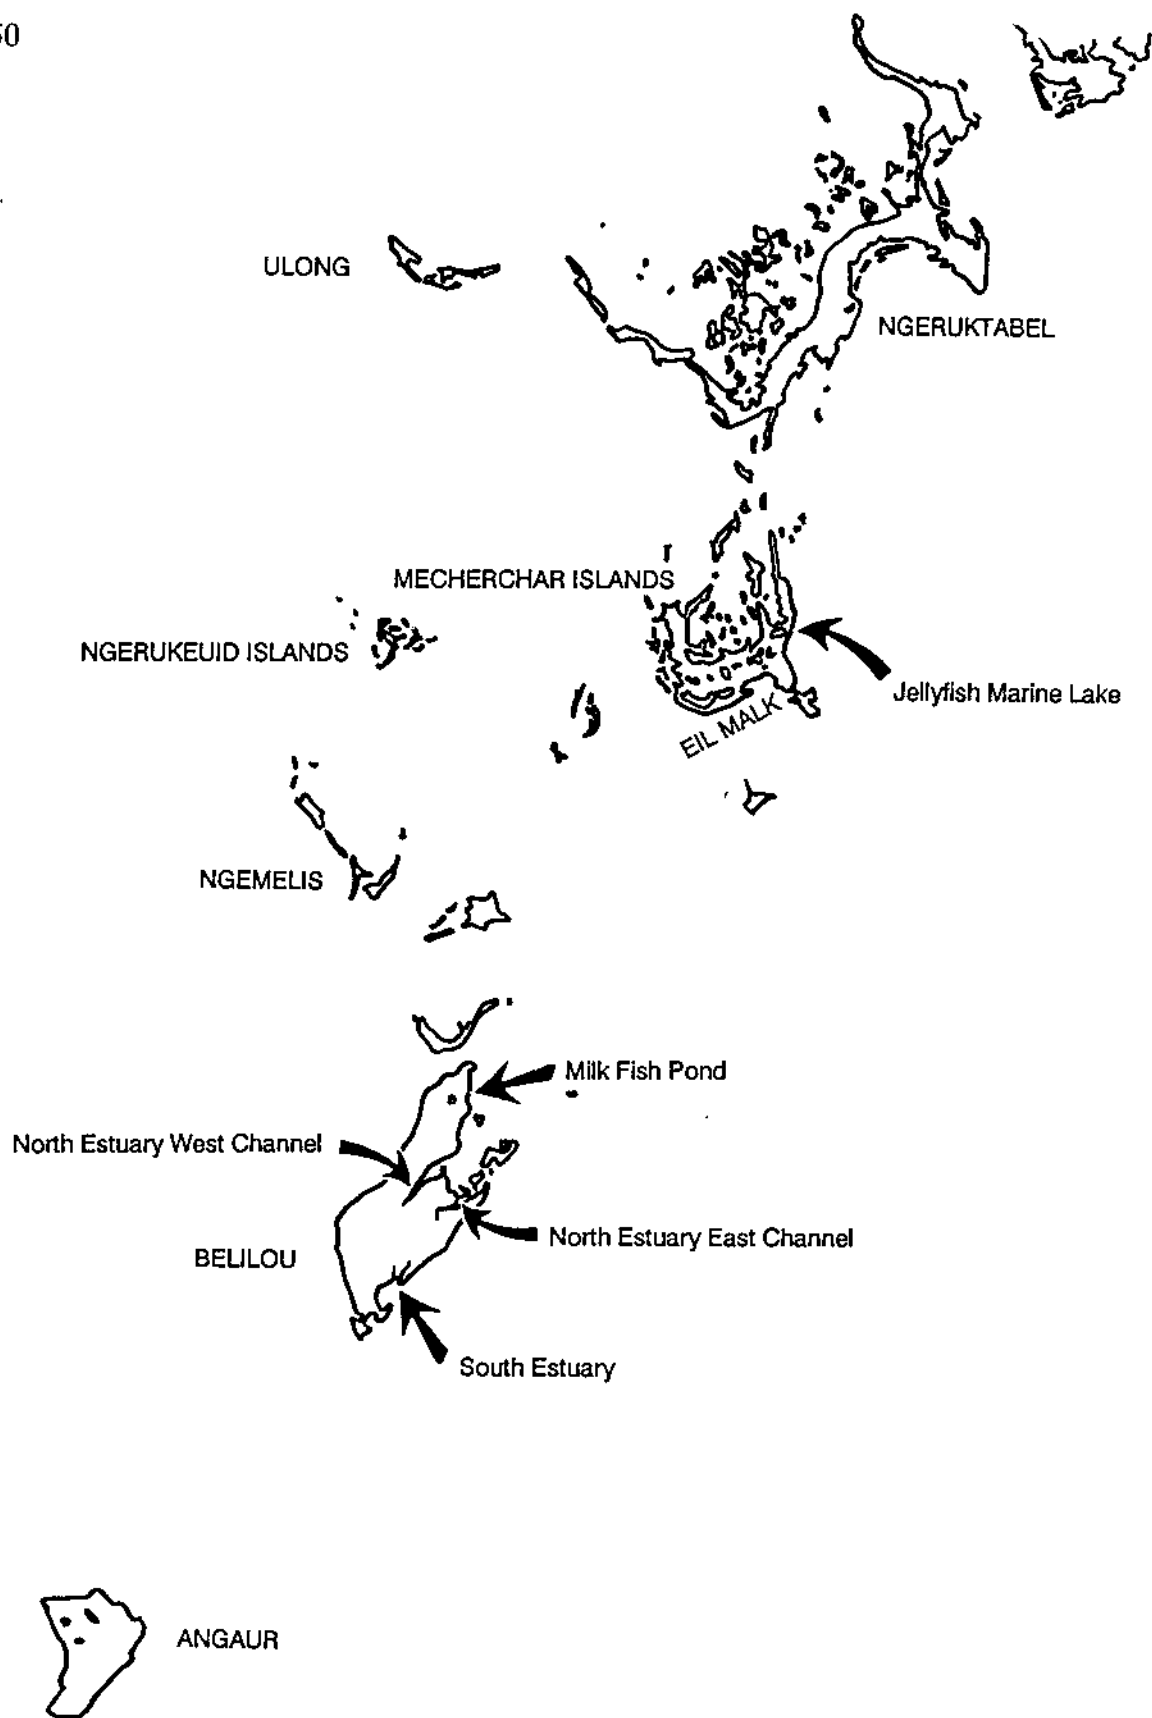 ULONG
NGERUKTABEL
MECHERCHAR ISLANDS
NGERUKEUID ISLANDS
Jellyfish Marine Lake
EIL MALK
NGEMELIS
Milk Fish Pond
North Estuary West Channel
North Estuary East Channel
BELILOU
South Estuary
ANGAUR